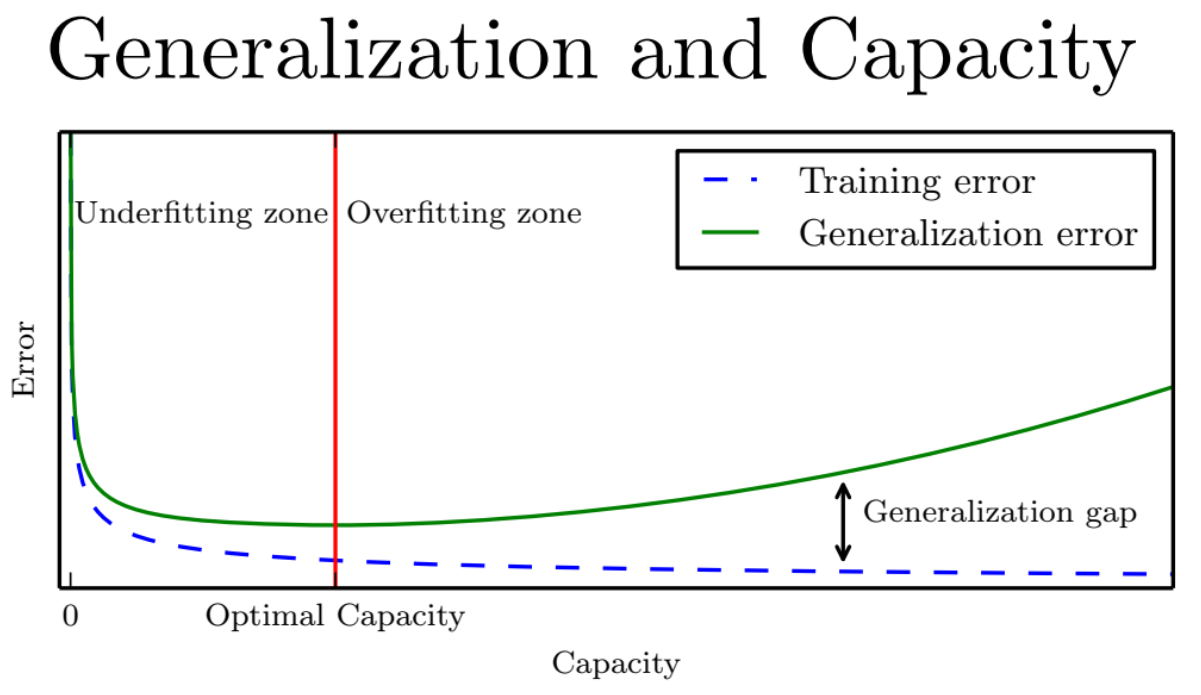 Generalization and Capacity
Underfitting zone
Overfitting zone
Training error
Generalization error
Error
Generalization gap
0
Optimal Capacity
Capacity